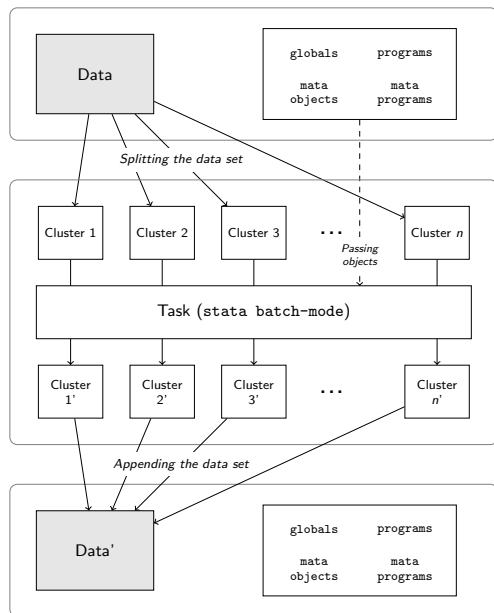 Data
globals programs
mata mata
objects programs
Splitting the data set
Cluster 1 Cluster 2 Cluster 3 ... Cluster n
Passing
objects
Task (stata batch-mode)
Cluster Cluster Cluster ... Cluster
1' 2' 3' n'
Appending the data set
Data'
globals programs
mata mata
objects programs